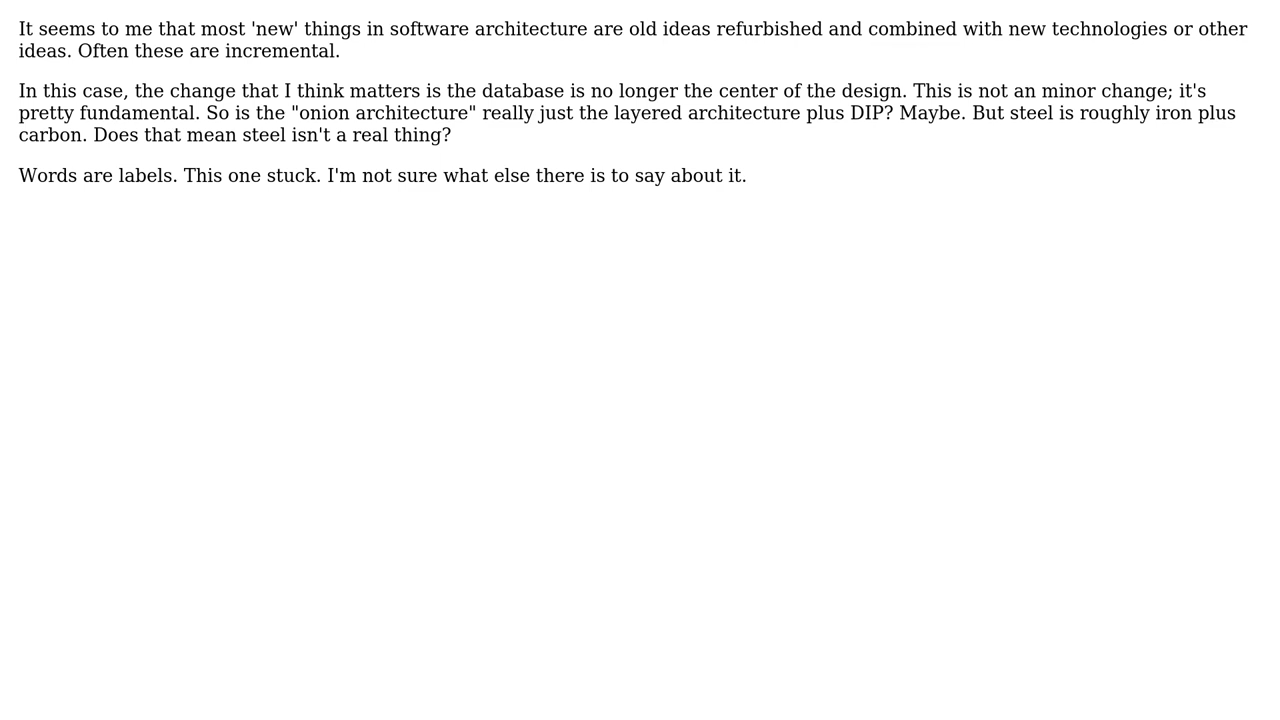 It seems to me that most 'new' things in software architecture are old ideas refurbished and combined with new technologies or other
ideas. Often these are incremental.
In this case, the change that I think matters is the database is no longer the center of the design. This is not an minor change; it's
pretty fundamental. So is the "onion architecture" really just the layered architecture plus DIP? Maybe. But steel is roughly iron plus
carbon. Does that mean steel isn't a real thing?
Words are labels. This one stuck. I'm not sure what else there is to say about it.